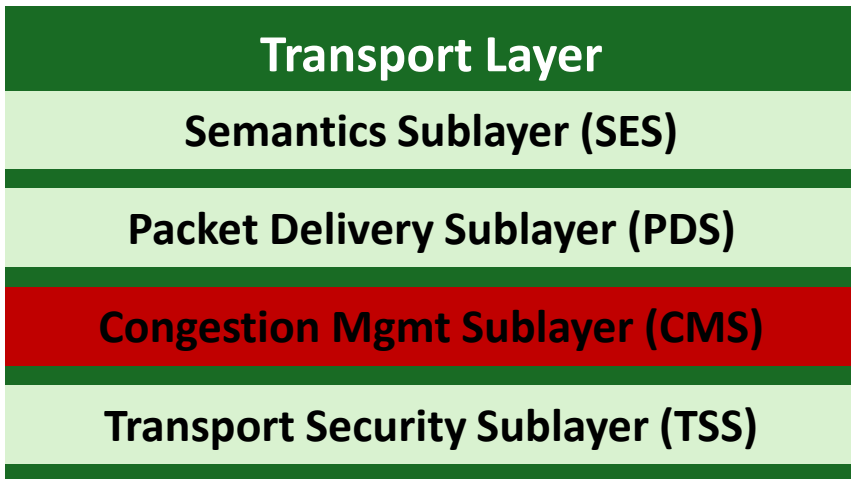 Transport Layer
Semantics Sublayer (SES)
Packet Delivery Sublayer (PDS)
Congestion Mgmt Sublayer (CMS)
Transport Security Sublayer (TSS)